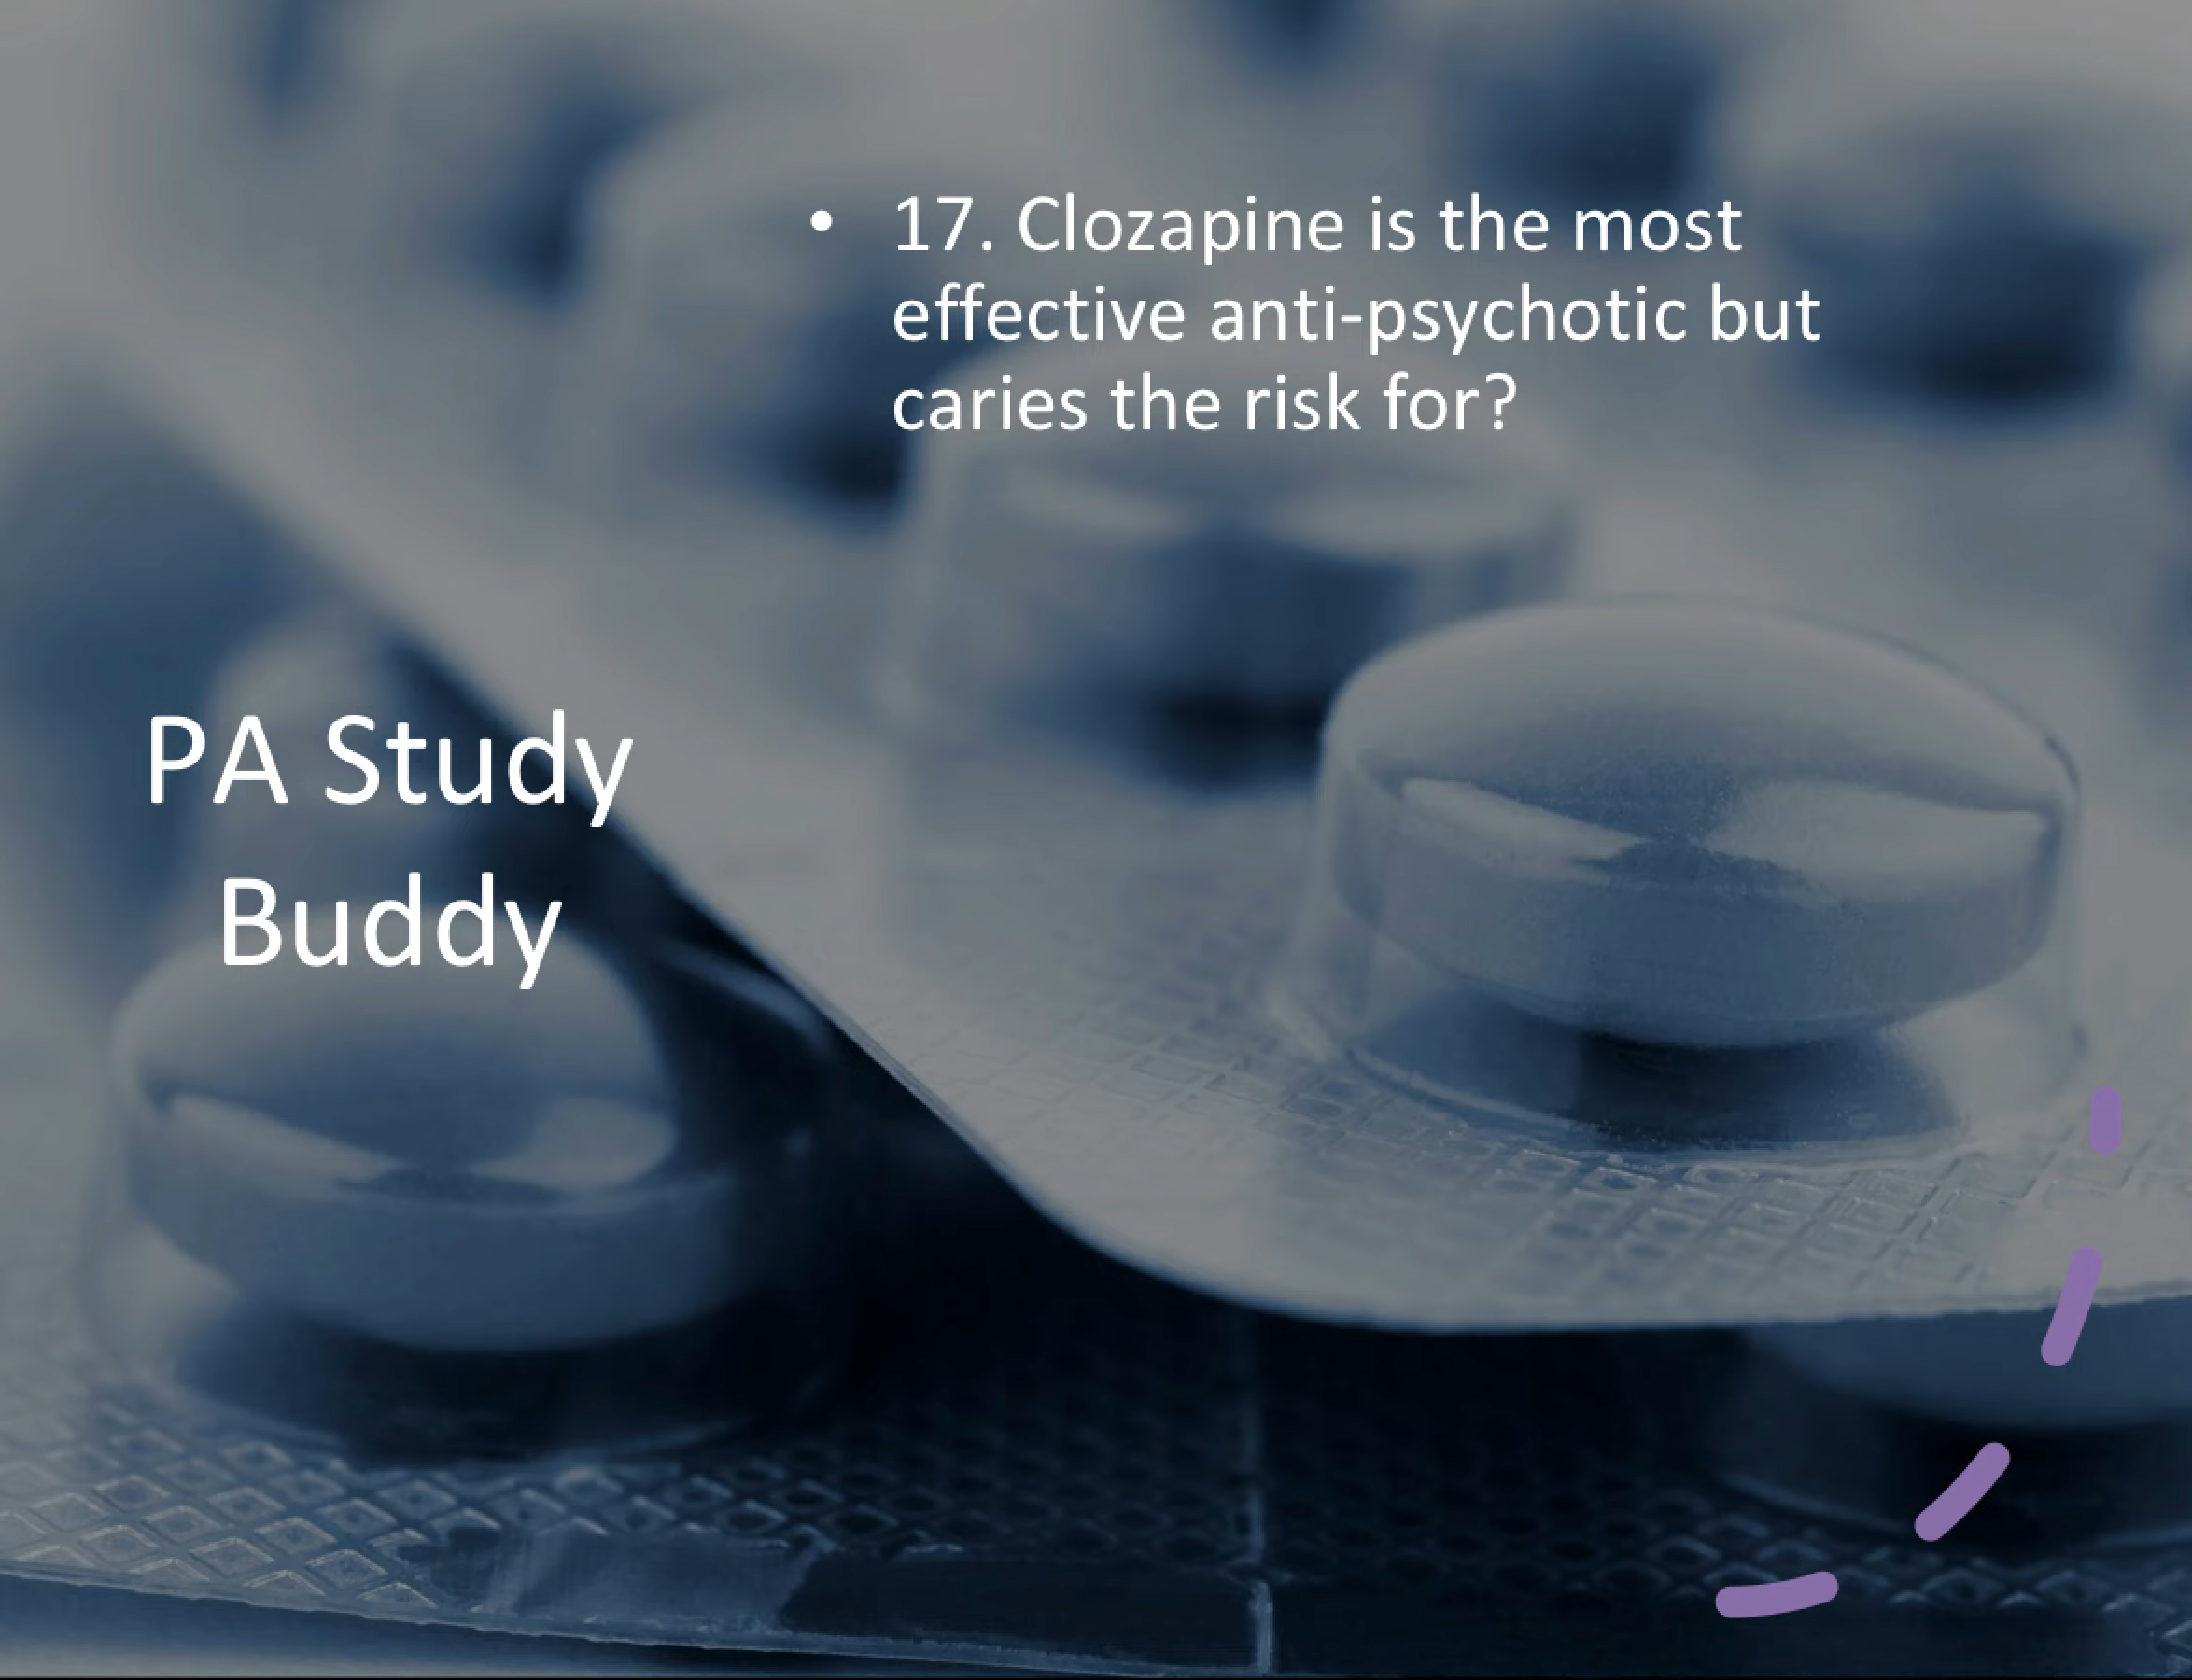 • 17. Clozapine is the most
effective anti-psychotic but
caries the risk for?
PA Study
Buddy